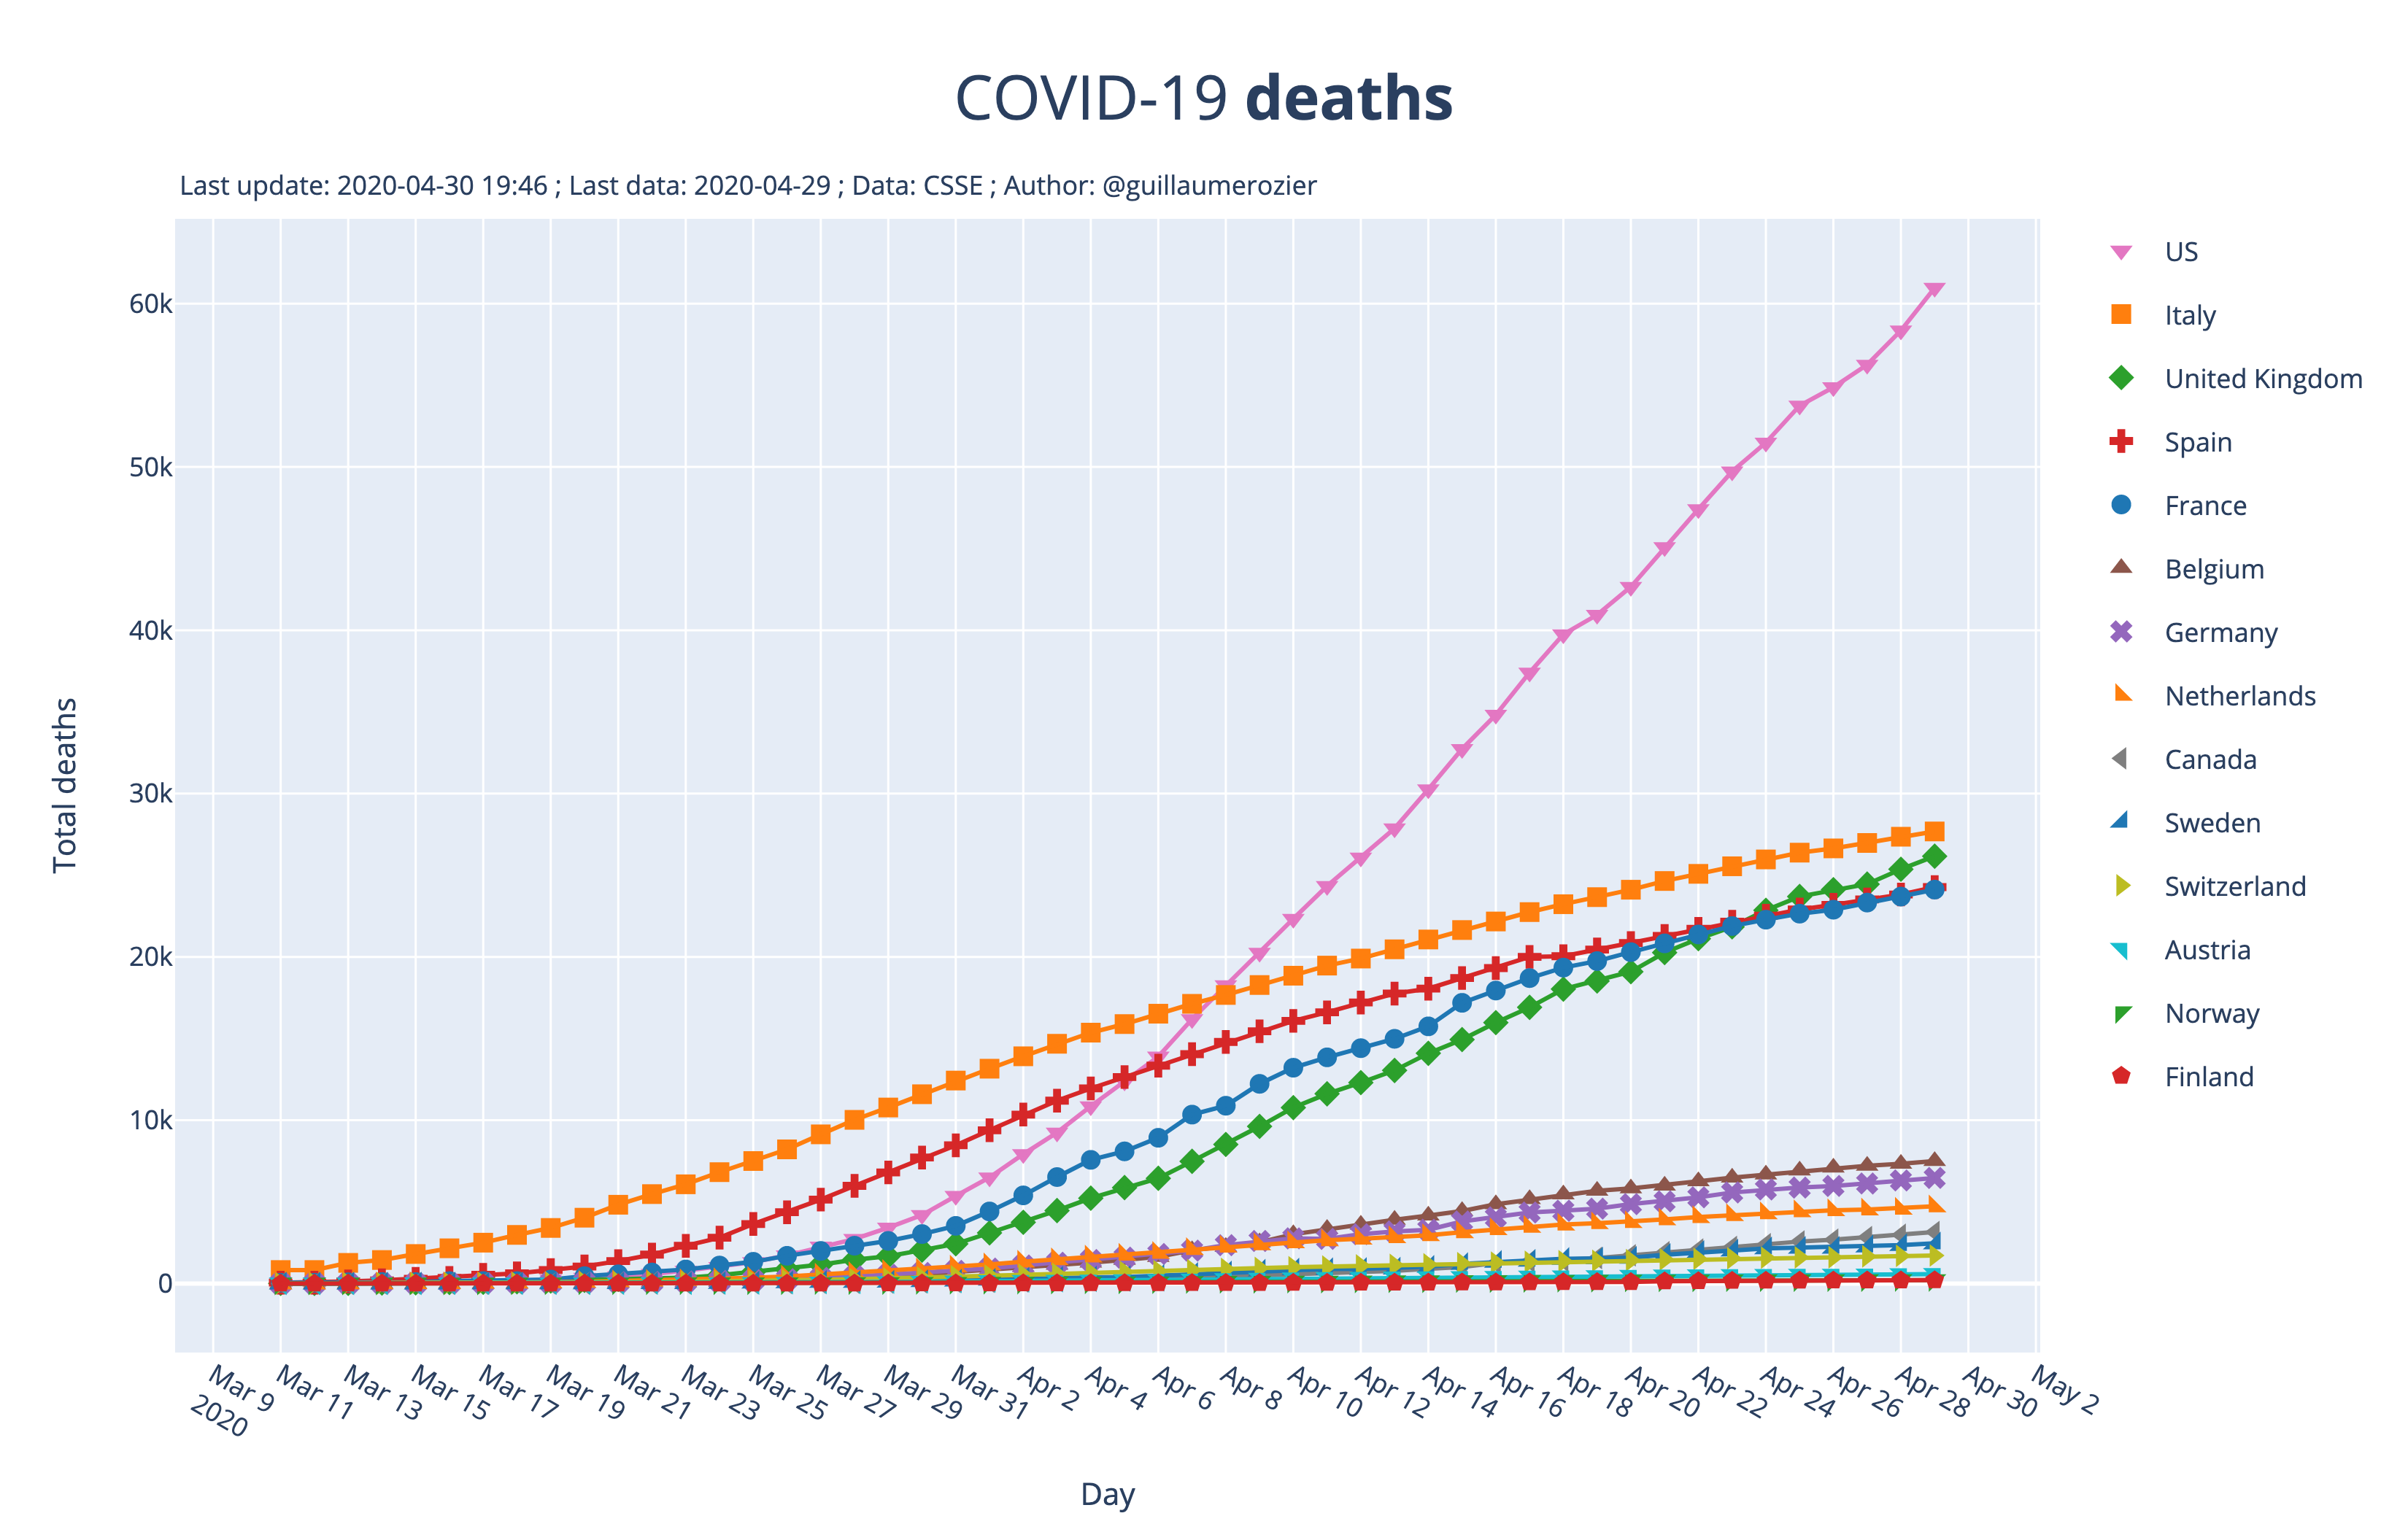 COVID-19 deaths
Last update: 2020-04-30 19:46 ; Last data: 2020-04-29 ; Data: CSSE ; Author: @guillaumerozier
US
Italy
United Kingdom
Spain
France
Belgium
Germany
Netherlands
Canada
Sweden
Switzerland
Austria
Norway
Finland
60k
50k
40k
30k
20k
10k
0
Total deaths
Mar 9
2020
Mar 11
Mar 13
Mar 15
Mar 17
Mar 19
Mar 21
Mar 23
Mar 25
Mar 27
Mar 29
Mar 31
Apr 2
Apr 4
Apr 6
Apr 8
Apr 10
Apr 12
Apr 14
Apr 16
Apr 18
Apr 20
Apr 22
Apr 24
Apr 26
Apr 28
Apr 30
May 2
Day